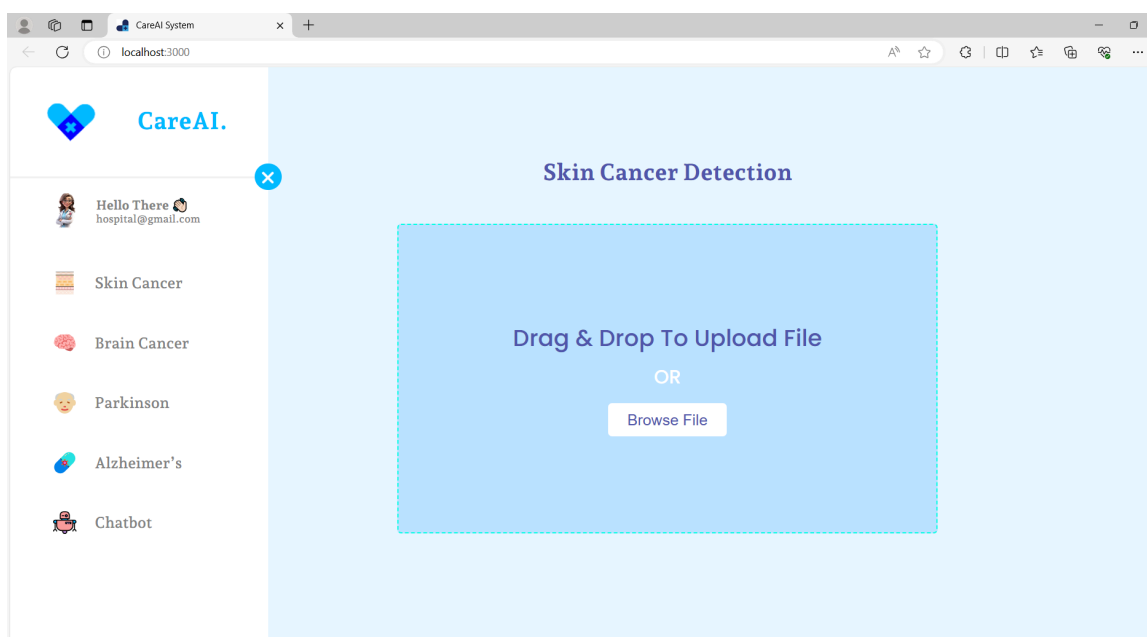 CareAI System
localhost:3000
CareAI.
Hello There
hospital@gmail.com
Skin Cancer
Brain Cancer
Parkinson
Alzheimer's
Chatbot
Skin Cancer Detection
Drag & Drop To Upload File
OR
Browse File